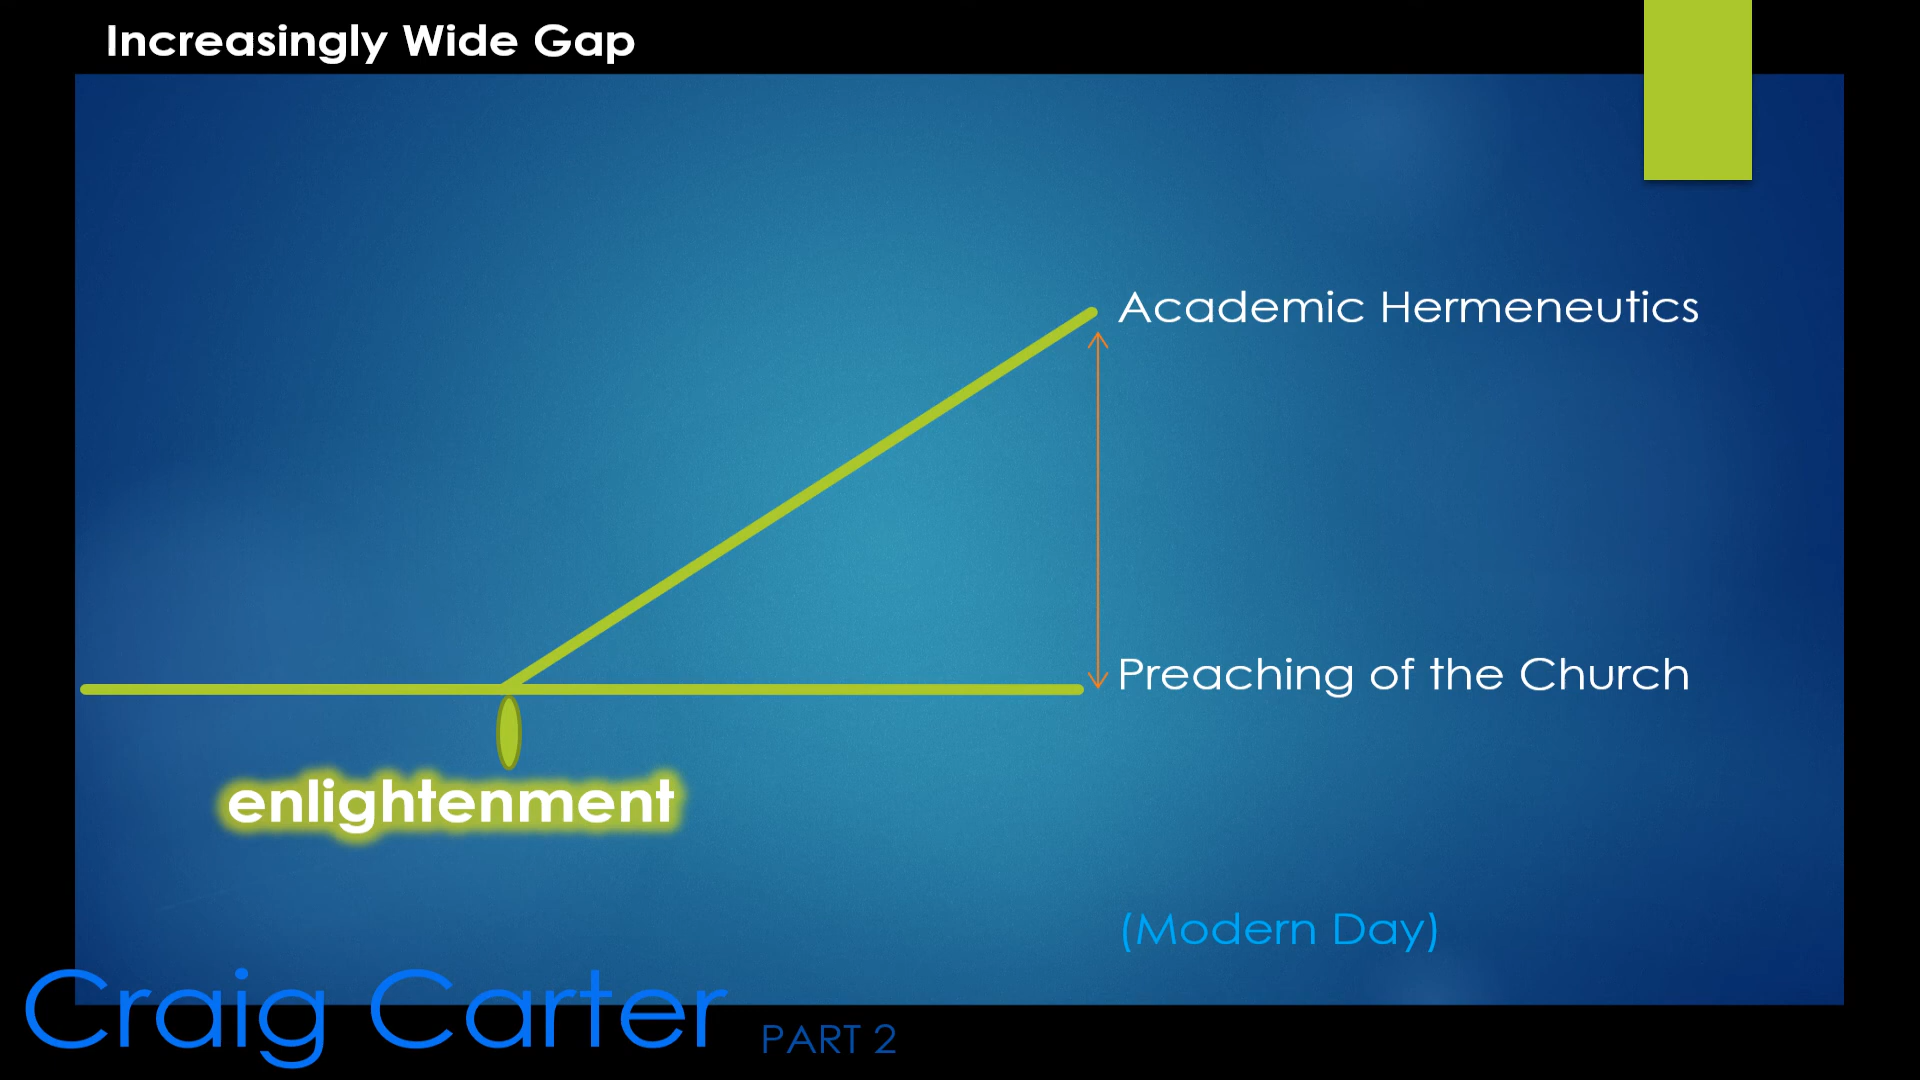 Increasingly Wide Gap
Academic Hermeneutics
Preaching of the Church
enlightenment
(Modern Day)
Craig Carter PART 2